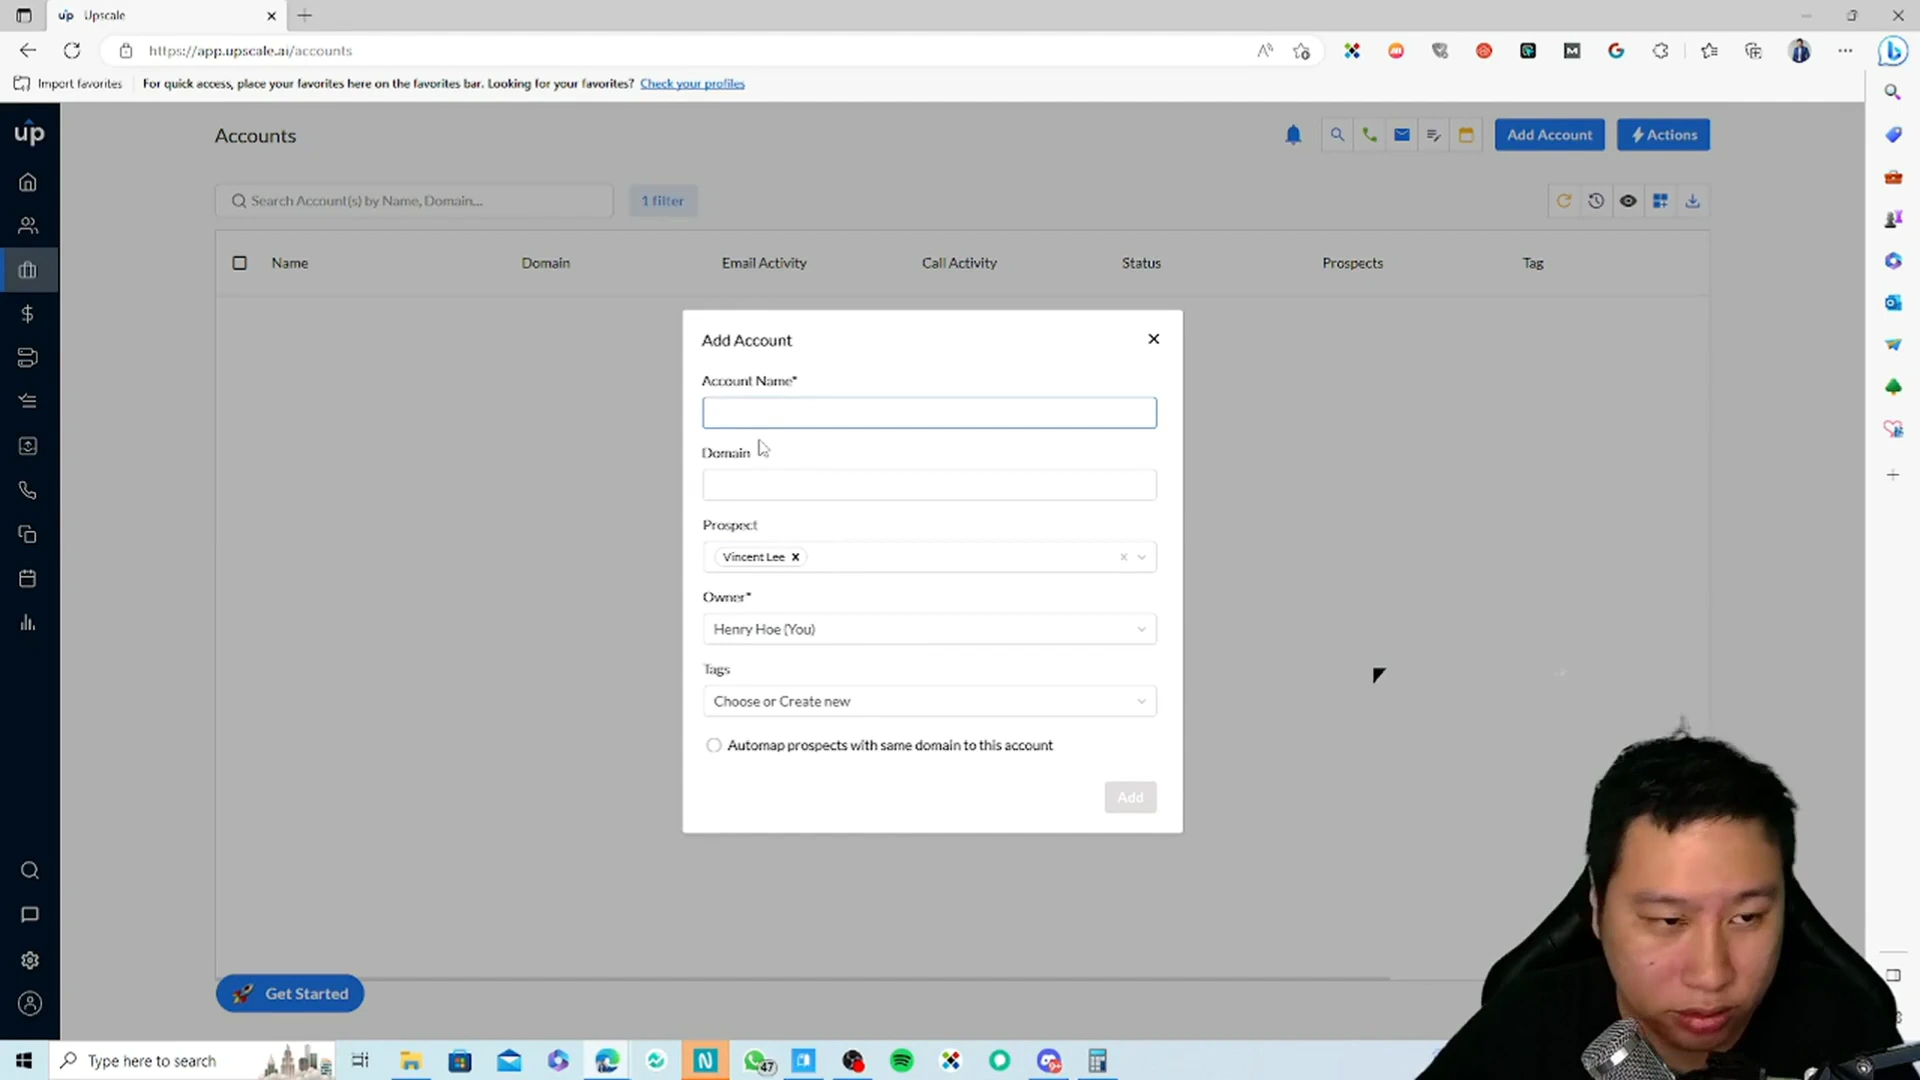 Upscale
https://app.upscale.ai/accounts
Import favorites
For quick access, place your favorites here on the favorites bar. Looking for your favorites? Check your profiles
up
Accounts
Add Account
Actions
Search Account(s) by Name, Domain...
1 filter
Name
Domain
Email Activity
Call Activity
Status
Prospects
Tag
Add Account
Account Name*
Domain
Prospect
Vincent Lee
Owner*
Henry Hoe (You)
Tags
Choose or Create new
Automap prospects with same domain to this account
Add
Get Started
Type here to search
47